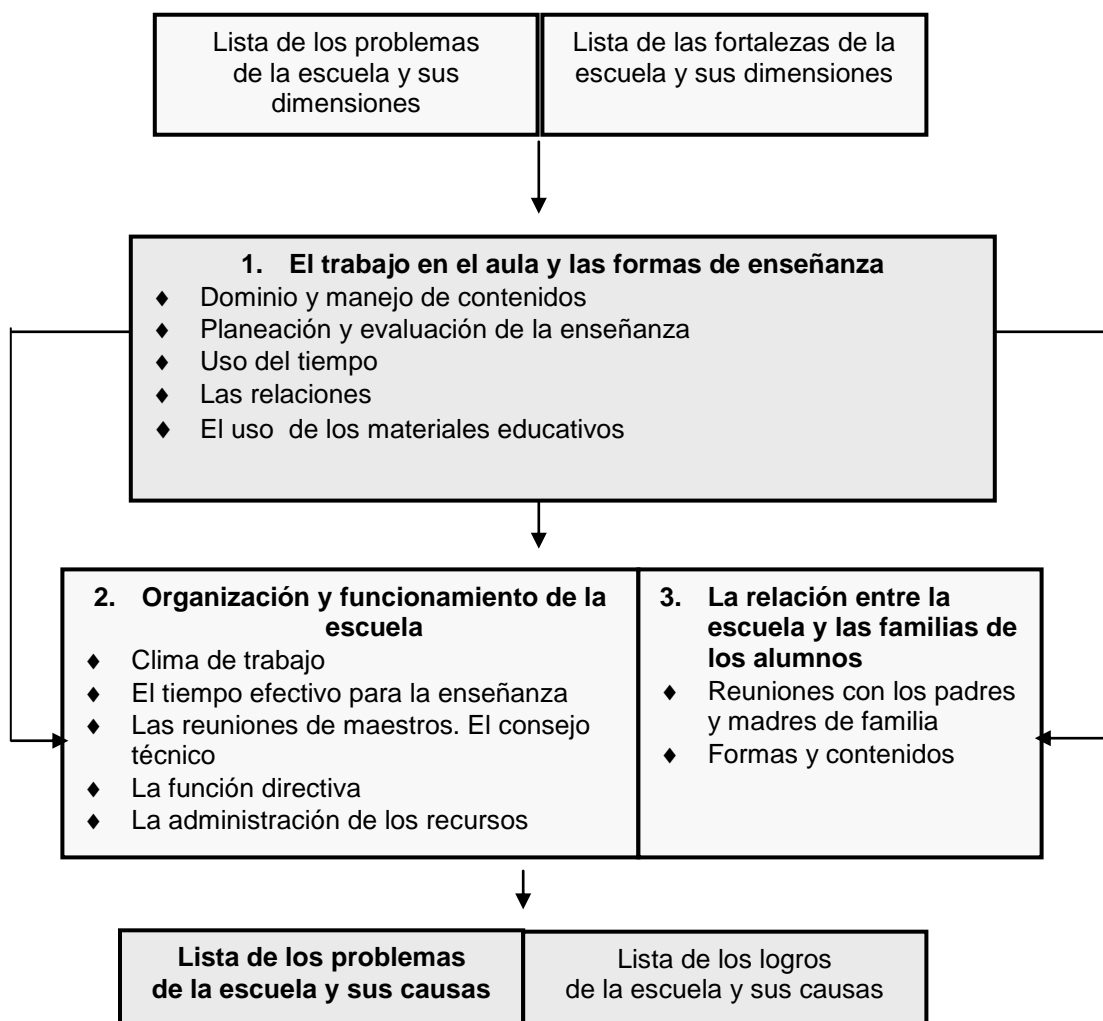 Lista de los problemas
de la escuela y sus
dimensiones
Lista de las fortalezas de la
escuela y sus dimensiones
1. El trabajo en el aula y las formas de enseñanza
♦ Dominio y manejo de contenidos
♦ Planeación y evaluación de la enseñanza
♦ Uso del tiempo
♦ Las relaciones
♦ El uso de los materiales educativos
2. Organización y funcionamiento de la
escuela
♦ Clima de trabajo
♦ El tiempo efectivo para la enseñanza
♦ Las reuniones de maestros. El consejo
técnico
♦ La función directiva
♦ La administración de los recursos
3. La relación entre la
escuela y las familias de
los alumnos
♦ Reuniones con los padres
y madres de familia
♦ Formas y contenidos
Lista de los problemas
de la escuela y sus causas
Lista de los logros
de la escuela y sus causas